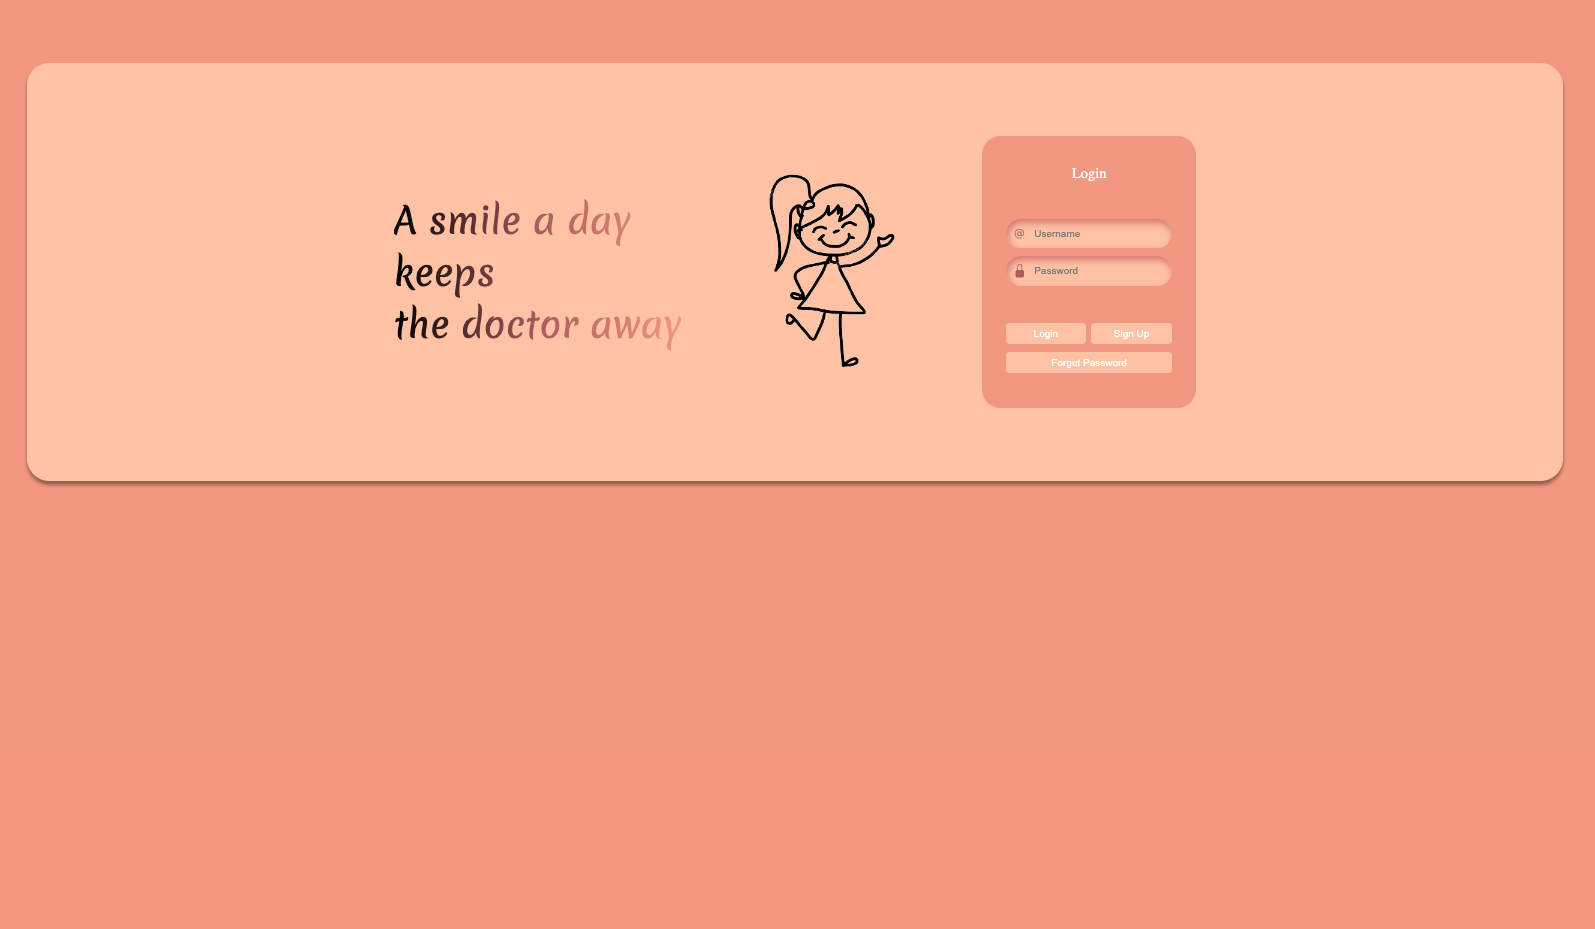 A smile a day
keeps
the doctor away
Login
@ Username
Password
Login
Sign Up
Forgot Password